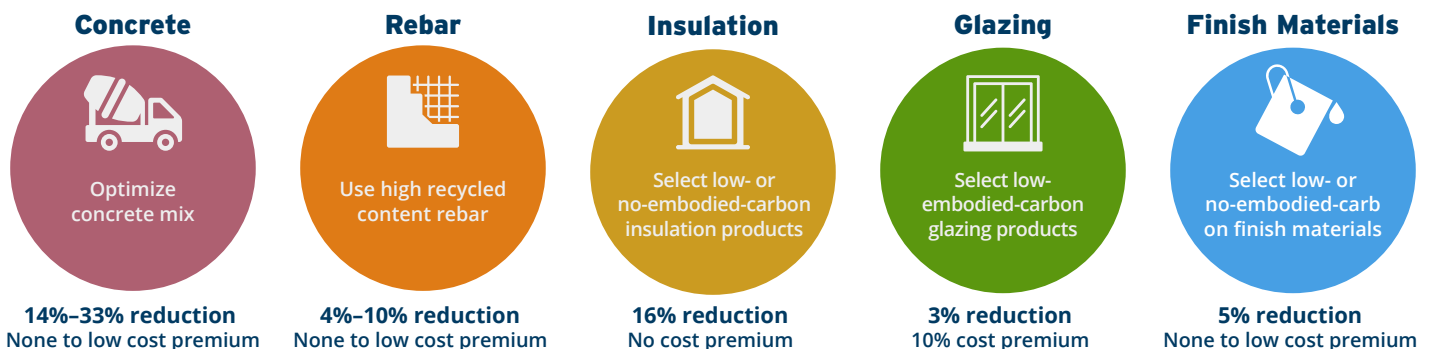 Concrete
Optimize
concrete mix
14%–33% reduction
None to low cost premium
Rebar
Use high recycled
content rebar
4%–10% reduction
None to low cost premium
Insulation
Select low- or
no-embodied-carbon
insulation products
16% reduction
No cost premium
Glazing
Select low-
embodied-carbon
glazing products
3% reduction
10% cost premium
Finish Materials
Select low- or
no-embodied-carb
on finish materials
5% reduction
None to low cost premium